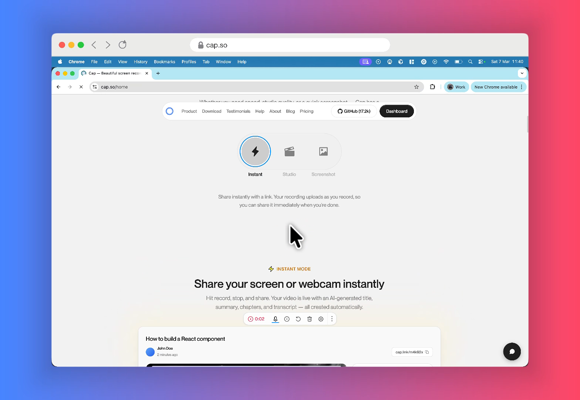 cap.so
Chrome File Edit View History Bookmarks Profiles Tab Window Help
Sat 7 Mar 11:40
Cap — Beautiful screen reco
cap.so/home
Work
New Chrome available
Product Download Testimonials Help About Blog Pricing
GitHub (17.2k)
Dashboard
Instant Studio Screenshot
Share instantly with a link. Your recording uploads as you record, so
you can share it immediately when you're done.
INSTANT MODE
Share your screen or webcam instantly
Hit record, stop, and share. Your video is live with an AI-generated title,
summary, chapters, and transcript — all created automatically.
How to build a React component
John Doe
2 minutes ago